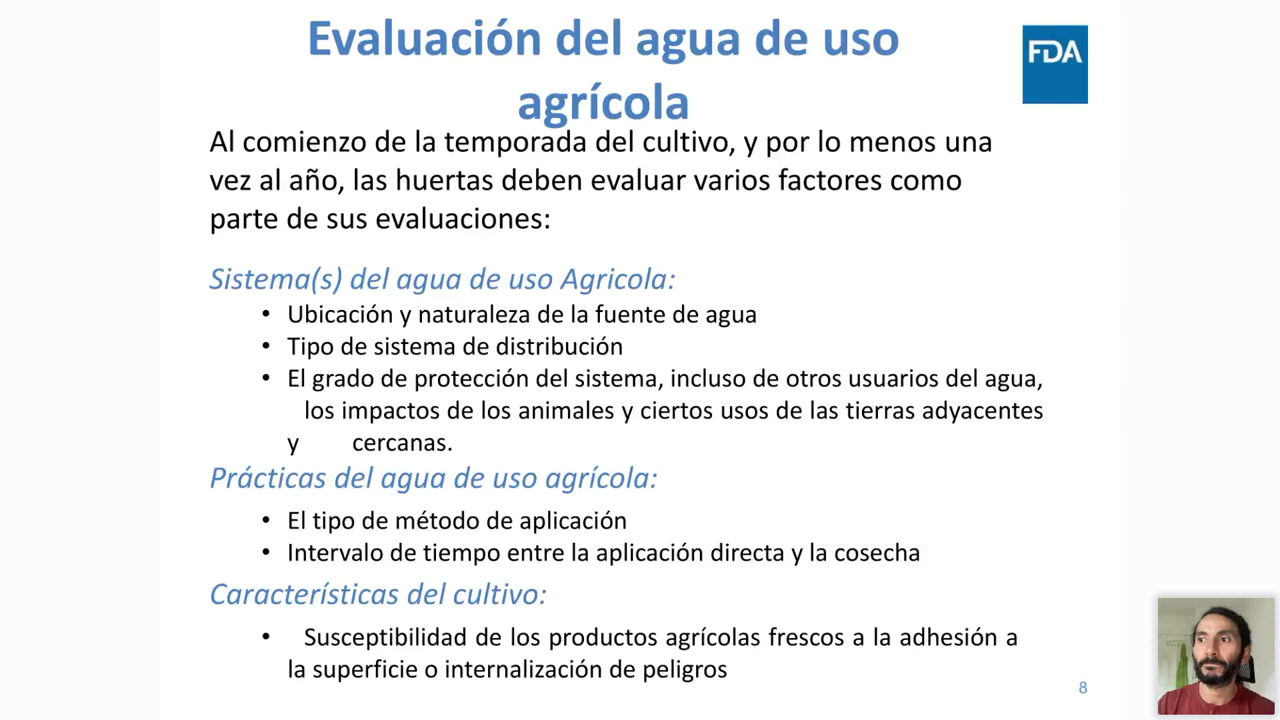 Evaluación del agua de uso
agrícola
FDA
Al comienzo de la temporada del cultivo, y por lo menos una
vez al año, las huertas deben evaluar varios factores como
parte de sus evaluaciones:
Sistema(s) del agua de uso Agricola:
• Ubicación y naturaleza de la fuente de agua
• Tipo de sistema de distribución
• El grado de protección del sistema, incluso de otros usuarios del agua,
los impactos de los animales y ciertos usos de las tierras adyacentes
y cercanas.
Prácticas del agua de uso agrícola:
• El tipo de método de aplicación
• Intervalo de tiempo entre la aplicación directa y la cosecha
Características del cultivo:
• Susceptibilidad de los productos agrícolas frescos a la adhesión a
la superficie o internalización de peligros
8